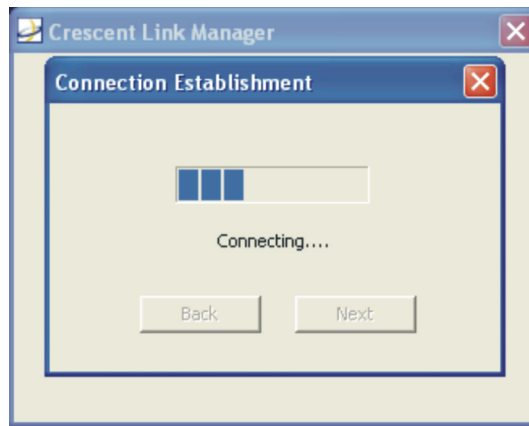 Crescent Link Manager
Connection Establishment
Connecting....
Back Next